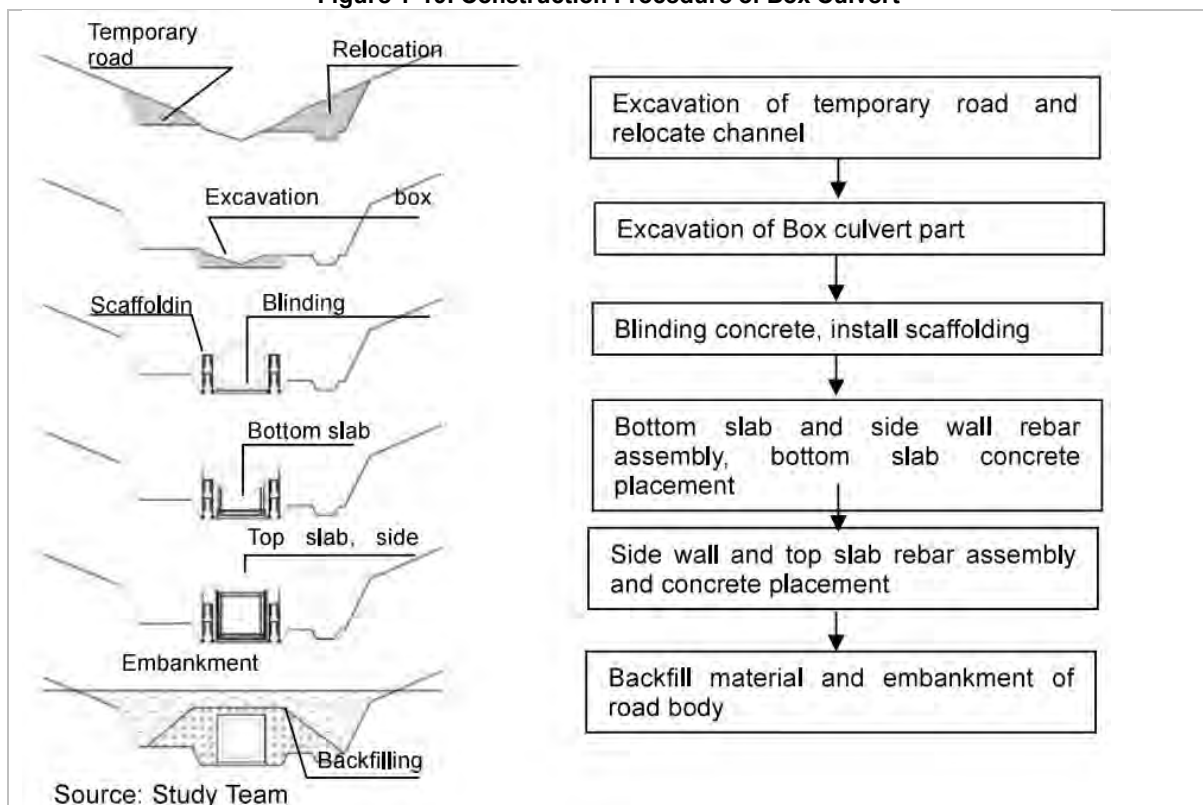 Temporary
road
Relocation
Excavation of temporary road and
relocate channel
Excavation box
Excavation of Box culvert part
Scaffoldin
Blinding
Blinding concrete, install scaffolding
Bottom slab
Bottom slab and side wall rebar
assembly, bottom slab concrete
placement
Top slab, side
Side wall and top slab rebar assembly
and concrete placement
Embankment
Backfill material and embankment of
road body
Backfilling
Source: Study Team